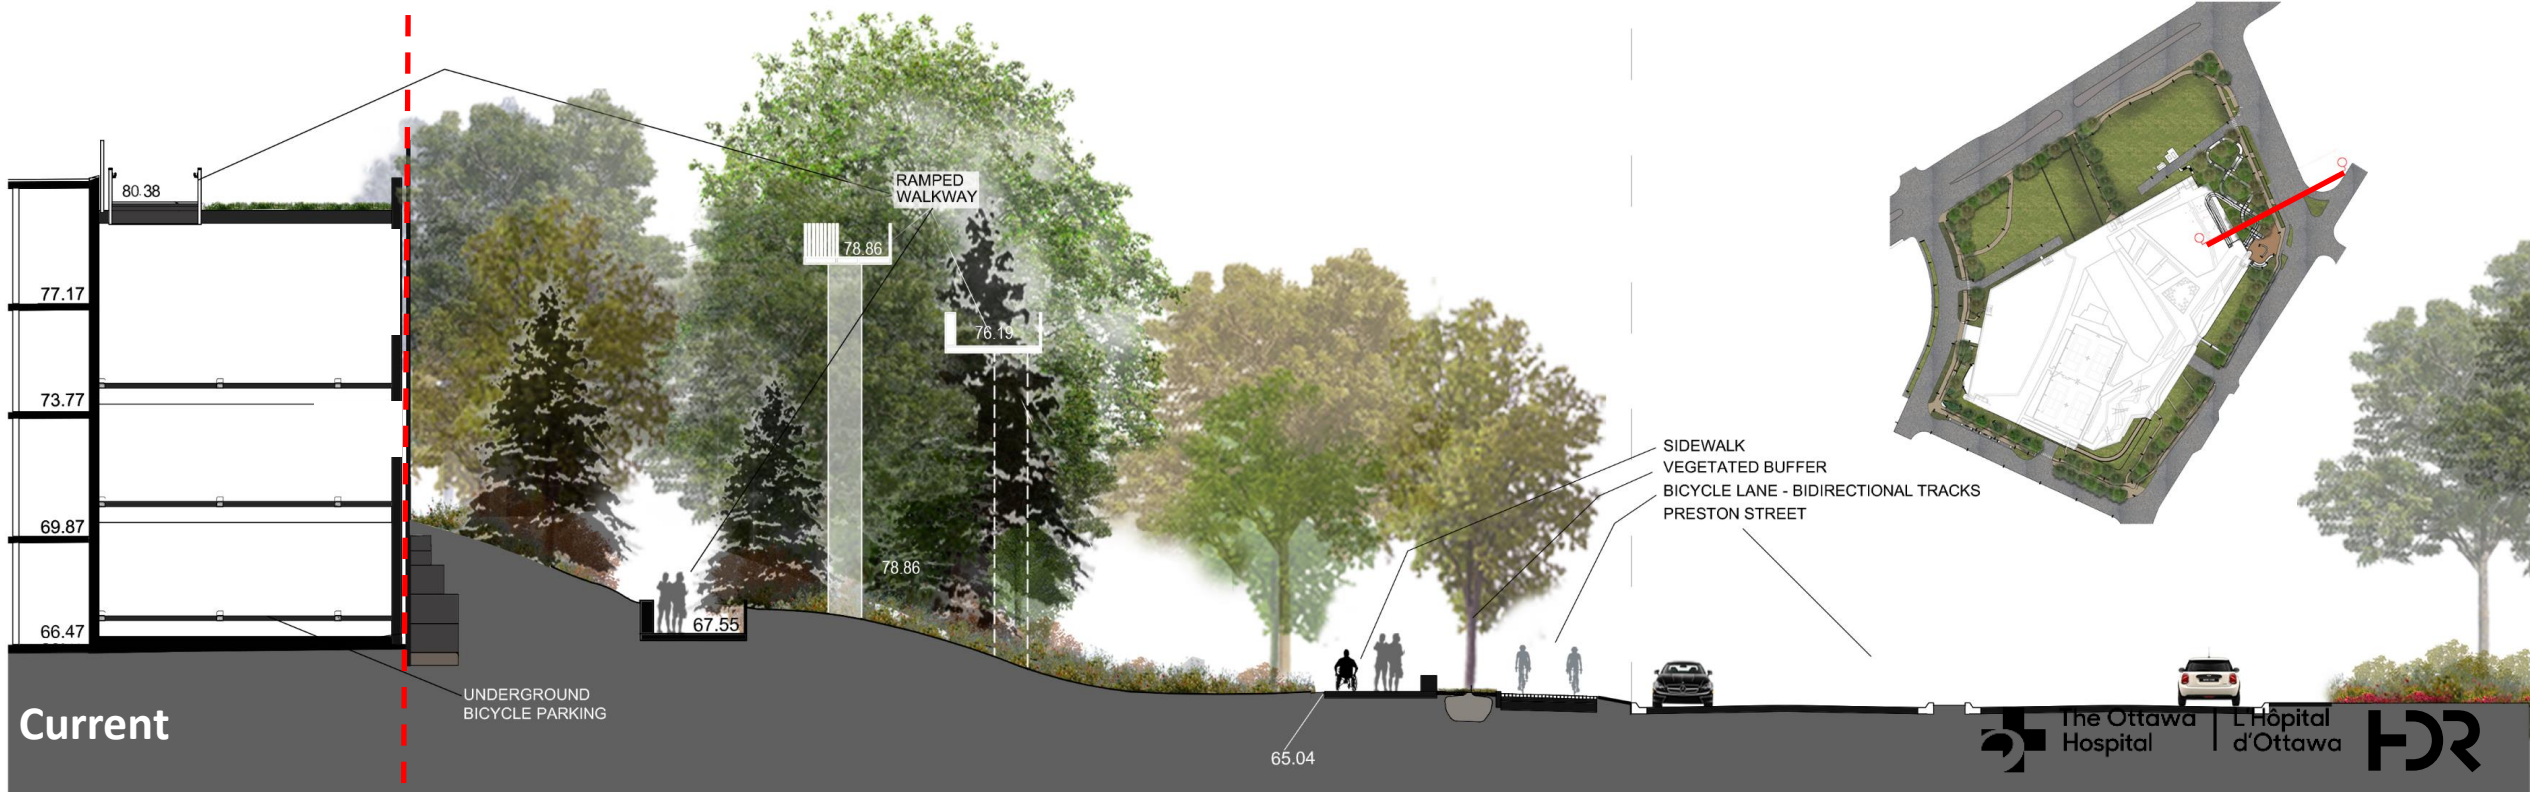 80.38
77.17
73.77
69.87
66.47
RAMPED
WALKWAY
78.86
76.19
78.86
67.55
SIDEWALK
VEGETATED BUFFER
BICYCLE LANE - BIDIRECTIONAL TRACKS
PRESTON STREET
UNDERGROUND
BICYCLE PARKING
65.04
Current
The Ottawa
Hospital
L'Hôpital
d'Ottawa
HDR